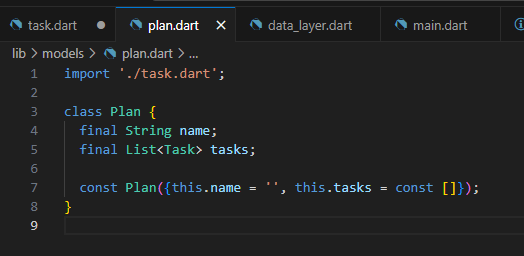 task.dart plan.dart data_layer.dart main.dart
lib > models > plan.dart > ...
1 import './task.dart';
2
3 class Plan {
4 final String name;
5 final List<Task> tasks;
6
7 const Plan({this.name = '', this.tasks = const []});
8 }
9